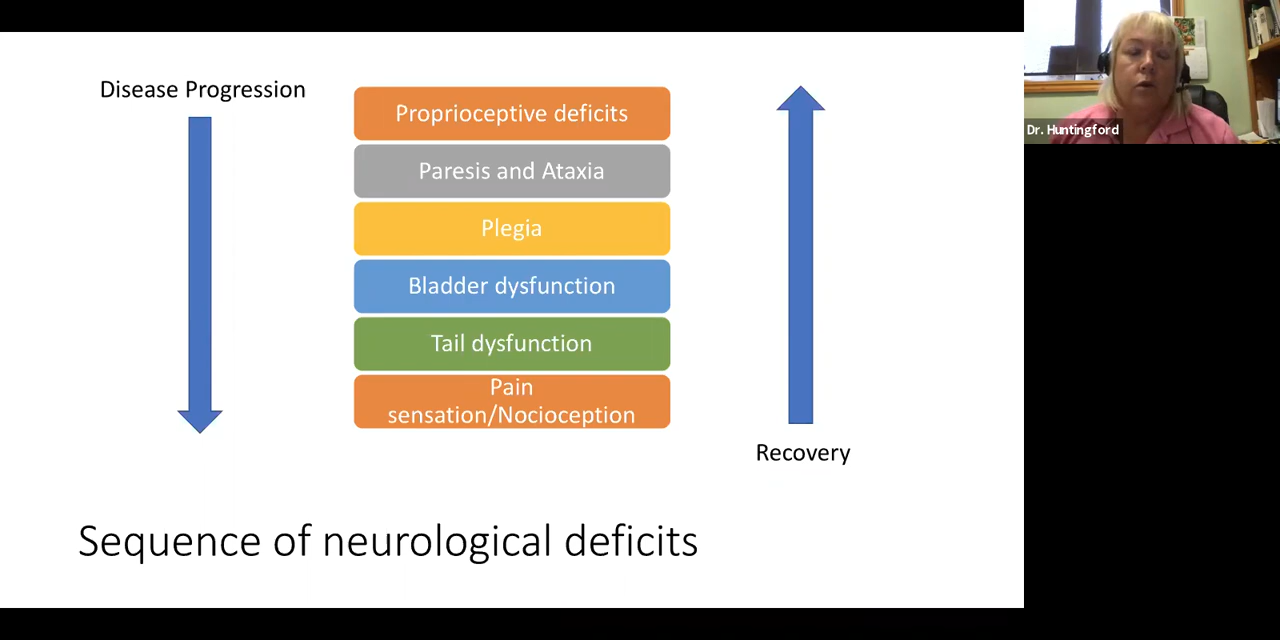 Disease Progression
Proprioceptive deficits
Paresis and Ataxia
Plegia
Bladder dysfunction
Tail dysfunction
Pain
sensation/Nocioception
Recovery
Sequence of neurological deficits
Dr. Huntingford